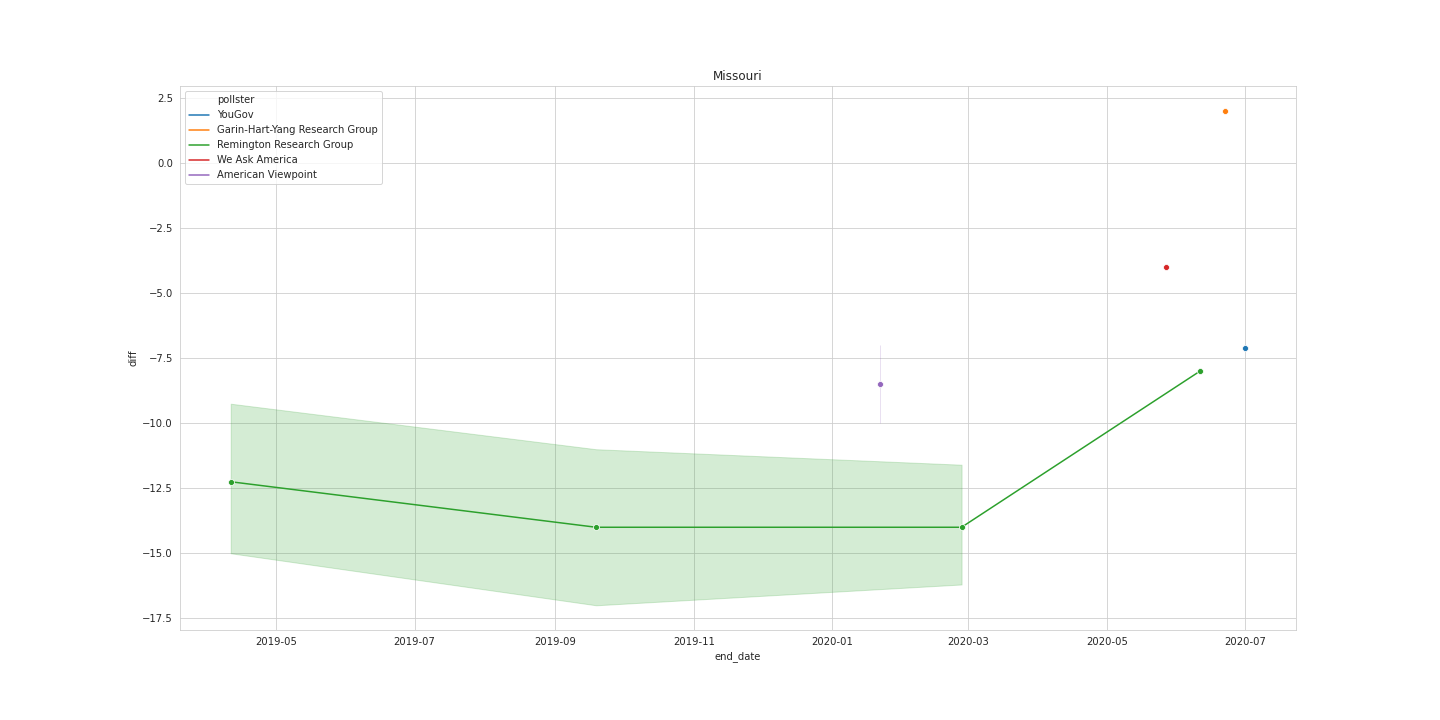 Missouri
pollster
YouGov
Garin-Hart-Yang Research Group
Remington Research Group
We Ask America
American Viewpoint
2.5
0.0
−2.5
−5.0
−7.5
−10.0
−12.5
−15.0
−17.5
diff
2019-05 2019-07 2019-09 2019-11 2020-01 2020-03 2020-05 2020-07
end_date